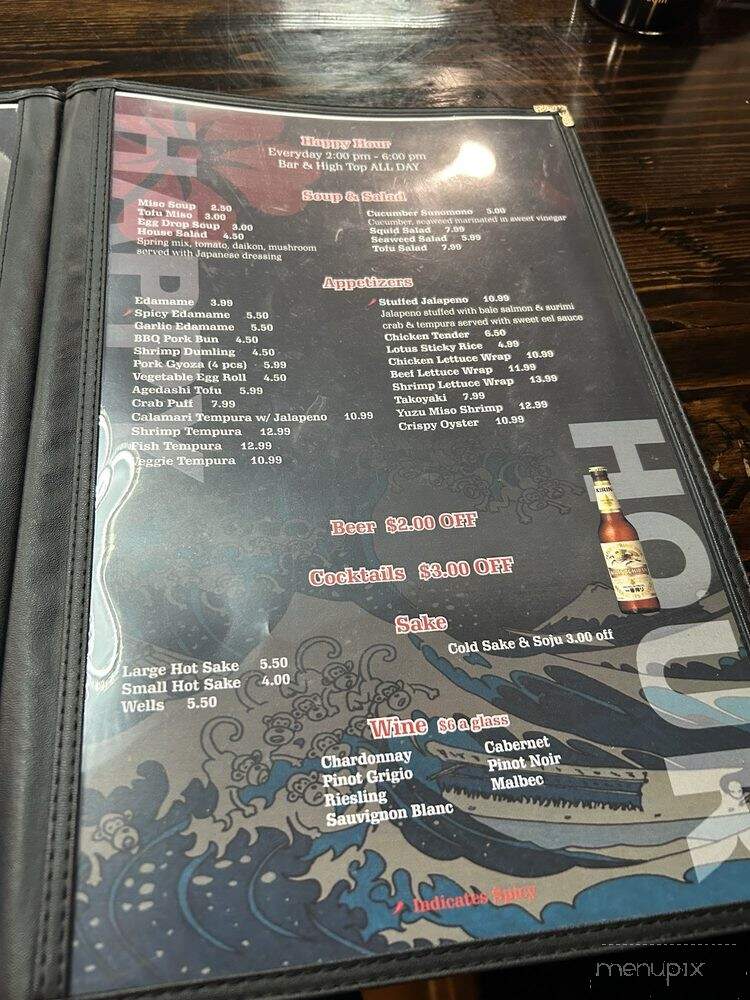 HAPPY
HOUR
Happy Hour
Everyday 2:00 pm - 6:00 pm
Bar & High Top ALL DAY
Soup & Salad
Miso Soup 2.50
Tofu Miso 3.00
Egg Drop Soup 3.00
House Salad 4.50
Spring mix, tomato, daikon, mushroom
served with Japanese dressing
Cucumber Sunomono 5.00
Cucumber, seaweed marinated in sweet vinegar
Squid Salad 7.99
Seaweed Salad 5.99
Tofu Salad 7.99
Appetizers
Edamame 3.99
Spicy Edamame 5.50
Garlic Edamame 5.50
BBQ Pork Bun 4.50
Shrimp Dumling 4.50
Pork Gyoza (4 pcs) 5.99
Vegetable Egg Roll 4.50
Agedashi Tofu 5.99
Crab Puff 7.99
Calamari Tempura w/ Jalapeno 10.99
Shrimp Tempura 12.99
Fish Tempura 12.99
Veggie Tempura 10.99
Stuffed Jalapeno 10.99
Jalapeno stuffed with bale salmon & surimi
crab & tempura served with sweet eel sauce
Chicken Tender 6.50
Lotus Sticky Rice 4.99
Chicken Lettuce Wrap 10.99
Beef Lettuce Wrap 11.99
Shrimp Lettuce Wrap 13.99
Takoyaki 7.99
Yuzu Miso Shrimp 12.99
Crispy Oyster 10.99
Beer $2.00 OFF
Cocktails $3.00 OFF
Sake
Cold Sake & Soju 3.00 off
Large Hot Sake 5.50
Small Hot Sake 4.00
Wells 5.50
Wine $6 a glass
Chardonnay
Pinot Grigio
Riesling
Sauvignon Blanc
Cabernet
Pinot Noir
Malbec
Indicates Spicy
KIRIN
menupix